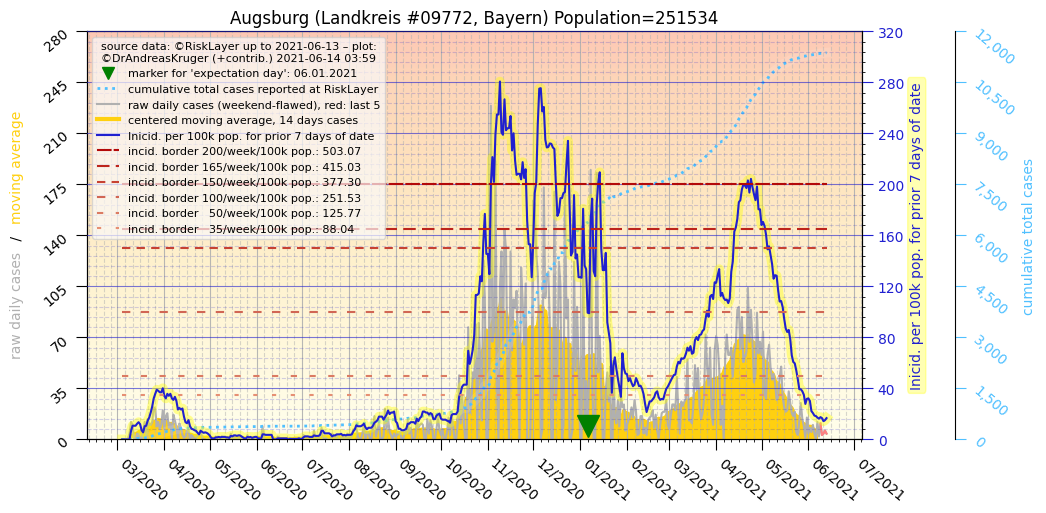 Augsburg (Landkreis #09772, Bayern) Population=251534
source data: ©RiskLayer up to 2021-06-13 – plot:
©DrAndreasKruger (+contrib.) 2021-06-14 03:59
marker for 'expectation day': 06.01.2021
cumulative total cases reported at RiskLayer
raw daily cases (weekend-flawed), red: last 5
centered moving average, 14 days cases
Inicid. per 100k pop. for prior 7 days of date
incid. border 200/week/100k pop.: 503.07
incid. border 165/week/100k pop.: 415.03
incid. border 150/week/100k pop.: 377.30
incid. border 100/week/100k pop.: 251.53
incid. border 50/week/100k pop.: 125.77
incid. border 35/week/100k pop.: 88.04
raw daily cases / moving average
280
245
210
175
140
105
70
35
0
03/2020
04/2020
05/2020
06/2020
07/2020
08/2020
09/2020
10/2020
11/2020
12/2020
01/2021
02/2021
03/2021
04/2021
05/2021
06/2021
07/2021
320
280
240
200
160
120
80
40
0
Inicid. per 100k pop. for prior 7 days of date
12,000
10,500
9,000
7,500
6,000
4,500
3,000
1,500
0
cumulative total cases